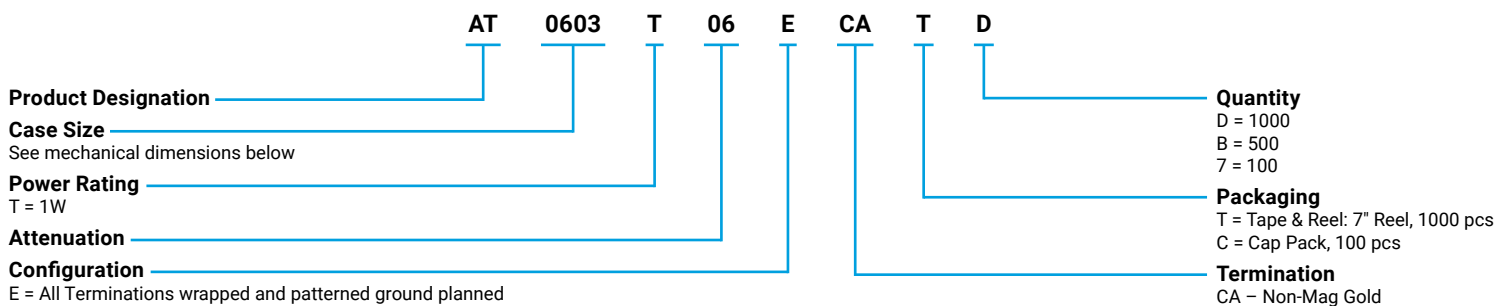 AT 0603 T 06 E CA T D
Product Designation
Case Size
See mechanical dimensions below
Power Rating
T = 1W
Attenuation
Configuration
E = All Terminations wrapped and patterned ground planned
Quantity
D = 1000
B = 500
7 = 100
Packaging
T = Tape & Reel: 7" Reel, 1000 pcs
C = Cap Pack, 100 pcs
Termination
CA – Non-Mag Gold